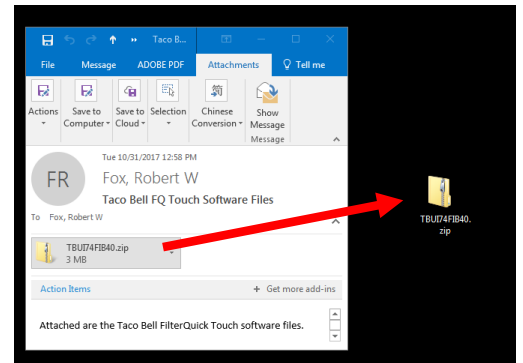 Taco B...
File Message ADOBE PDF Attachments Tell me
Actions Save to Computer Save to Cloud Selection Chinese Conversion Show Message
Message
Tue 10/31/2017 12:58 PM
FR
Fox, Robert W
Taco Bell FQ Touch Software Files
To Fox, Robert W
TBUI74FIB40.zip
3 MB
TBUI74FIB40.
zip
Action Items + Get more add-ins
Attached are the Taco Bell FilterQuick Touch software files.